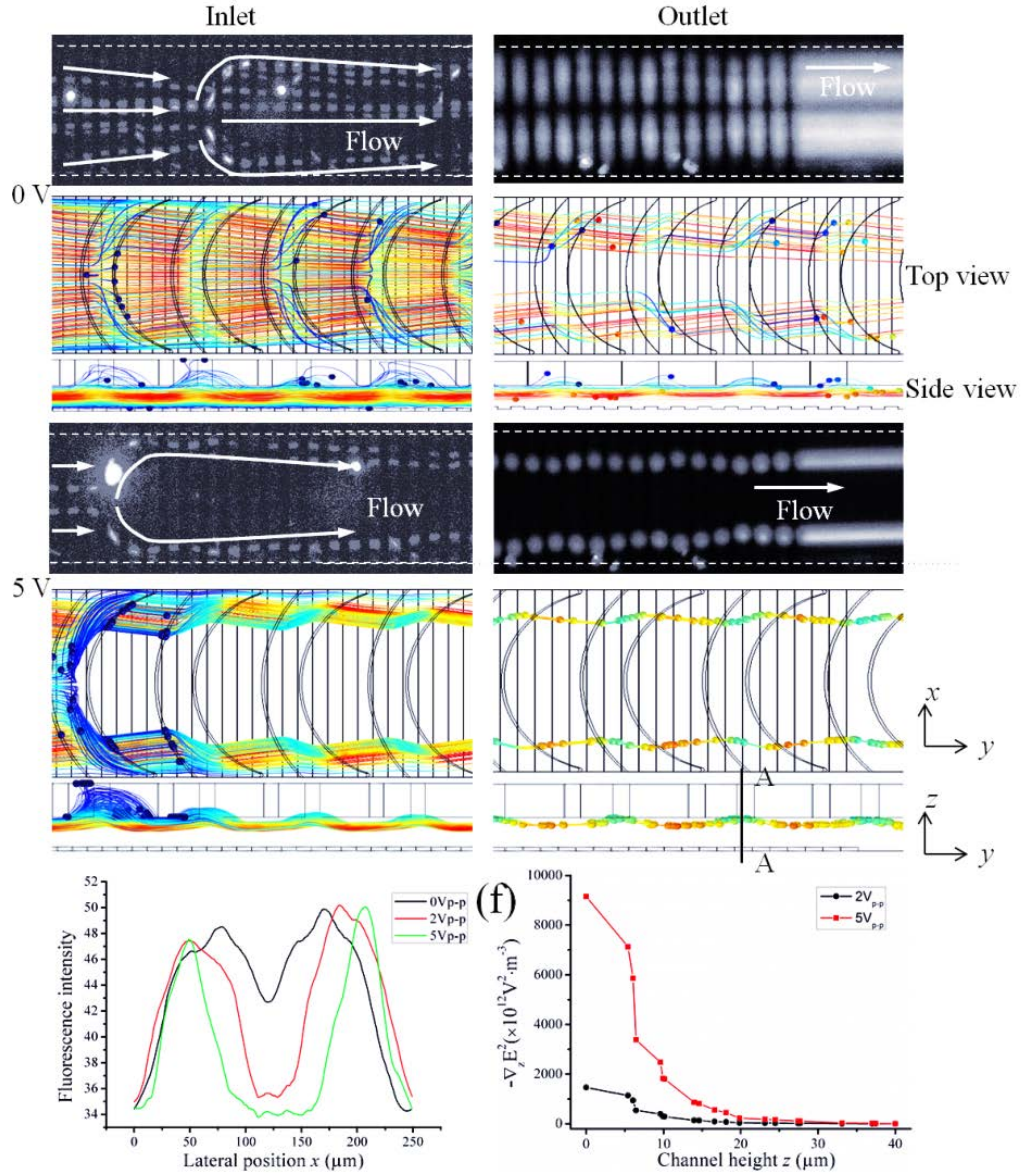 Inlet
Outlet
Flow
Flow
0 V
Top view
Side view
Flow
Flow
5 V
x
y
A
z
y
A
52
50
48
46
44
42
40
38
36
34
0Vp-p
2Vp-p
5Vp-p
Fluorescence intensity
0 50 100 150 200 250
Lateral position x (μm)
(f)
10000
8000
6000
4000
2000
0
2Vp-p
5Vp-p
-∇zE²(×10¹²V²·m⁻³)
0 10 20 30 40
Channel height z (μm)